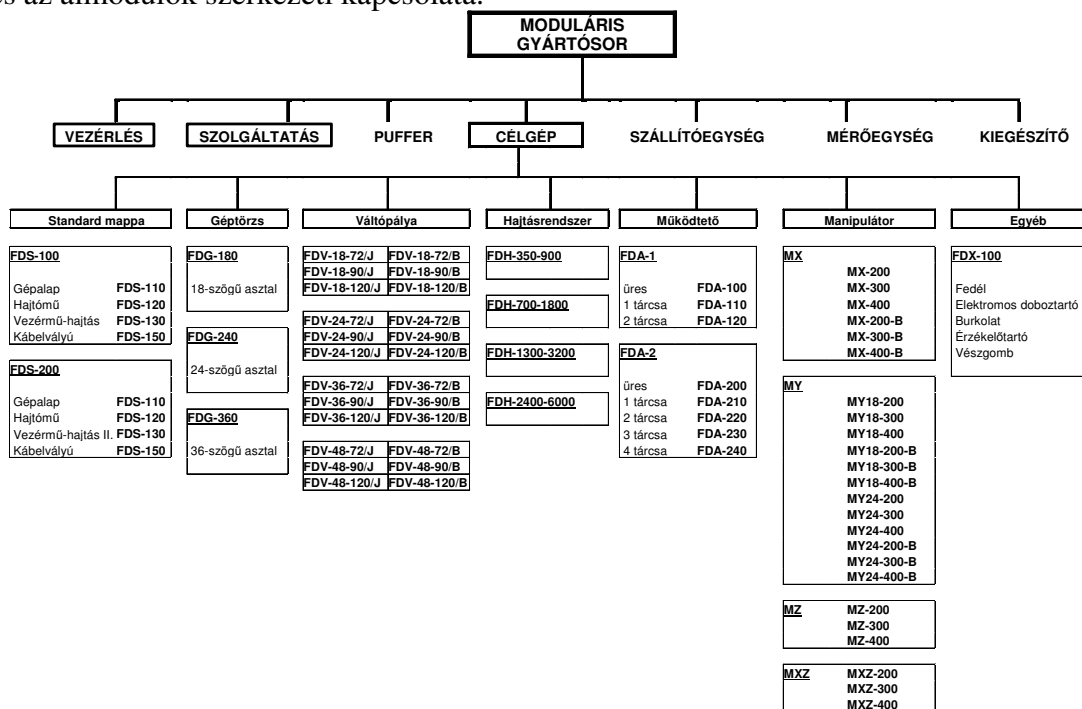 és az almodulok szerkezeti kapcsolata.
MODULÁRIS
GYÁRTÓSOR
VEZÉRLÉS
SZOLGÁLTATÁS
PUFFER
CÉLGÉP
SZÁLLÍTÓEGYSÉG
MÉRŐEGYSÉG
KIEGÉSZÍTŐ
Standard mappa
FDS-100
Gépalap FDS-110
Hajtómű FDS-120
Vezérmű-hajtás FDS-130
Kábelvályú FDS-150
FDS-200
Gépalap FDS-110
Hajtómű FDS-120
Vezérmű-hajtás II. FDS-130
Kábelvályú FDS-150
Géptörzs
FDG-180
18-szögű asztal
FDG-240
24-szögű asztal
FDG-360
36-szögű asztal
Váltópálya
FDV-18-72/J FDV-18-72/B
FDV-18-90/J FDV-18-90/B
FDV-18-120/J FDV-18-120/B
FDV-24-72/J FDV-24-72/B
FDV-24-90/J FDV-24-90/B
FDV-24-120/J FDV-24-120/B
FDV-36-72/J FDV-36-72/B
FDV-36-90/J FDV-36-90/B
FDV-36-120/J FDV-36-120/B
FDV-48-72/J FDV-48-72/B
FDV-48-90/J FDV-48-90/B
FDV-48-120/J FDV-48-120/B
Hajtásrendszer
FDH-350-900
FDH-700-1800
FDH-1300-3200
FDH-2400-6000
Működtető
FDA-1
üres FDA-100
1 tárcsa FDA-110
2 tárcsa FDA-120
FDA-2
üres FDA-200
1 tárcsa FDA-210
2 tárcsa FDA-220
3 tárcsa FDA-230
4 tárcsa FDA-240
Manipulátor
MX
MX-200
MX-300
MX-400
MX-200-B
MX-300-B
MX-400-B
MY
MY18-200
MY18-300
MY18-400
MY18-200-B
MY18-300-B
MY18-400-B
MY24-200
MY24-300
MY24-400
MY24-200-B
MY24-300-B
MY24-400-B
MZ MZ-200
MZ-300
MZ-400
MXZ MXZ-200
MXZ-300
MXZ-400
Egyéb
FDX-100
Fedél
Elektromos doboztartó
Burkolat
Érzékelőtartó
Vészgomb